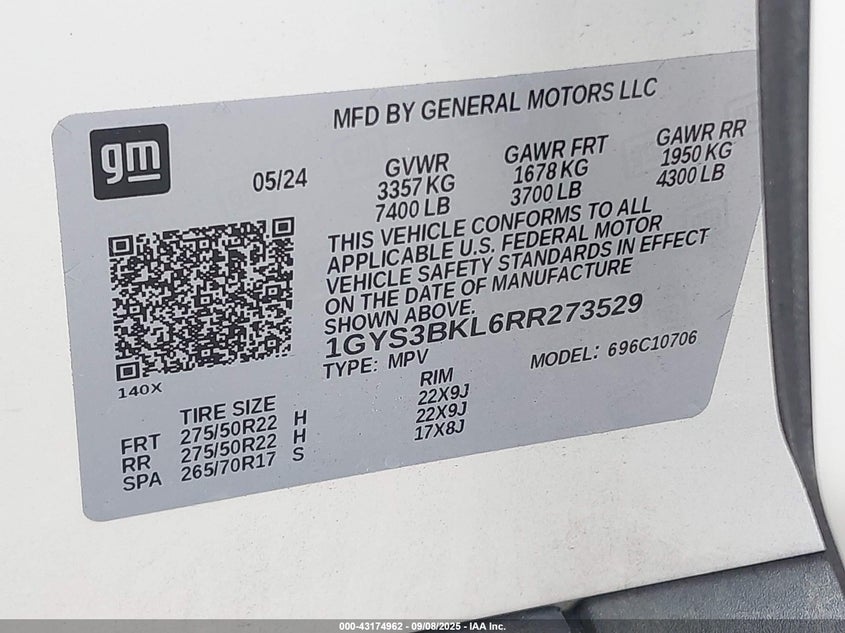 MFD BY GENERAL MOTORS LLC
gm
05/24
GVWR
3357 KG
7400 LB
GAWR FRT
1678 KG
3700 LB
GAWR RR
1950 KG
4300 LB
THIS VEHICLE CONFORMS TO ALL
APPLICABLE U.S. FEDERAL MOTOR
VEHICLE SAFETY STANDARDS IN EFFECT
ON THE DATE OF MANUFACTURE
SHOWN ABOVE.
1GYS3BKL6RR273529
TYPE: MPV
MODEL: 696C10706
140X
TIRE SIZE
RIM
FRT 275/50R22 H 22X9J
RR 275/50R22 H 22X9J
SPA 265/70R17 S 17X8J
000-43174962 - 09/08/2025 - IAA Inc.